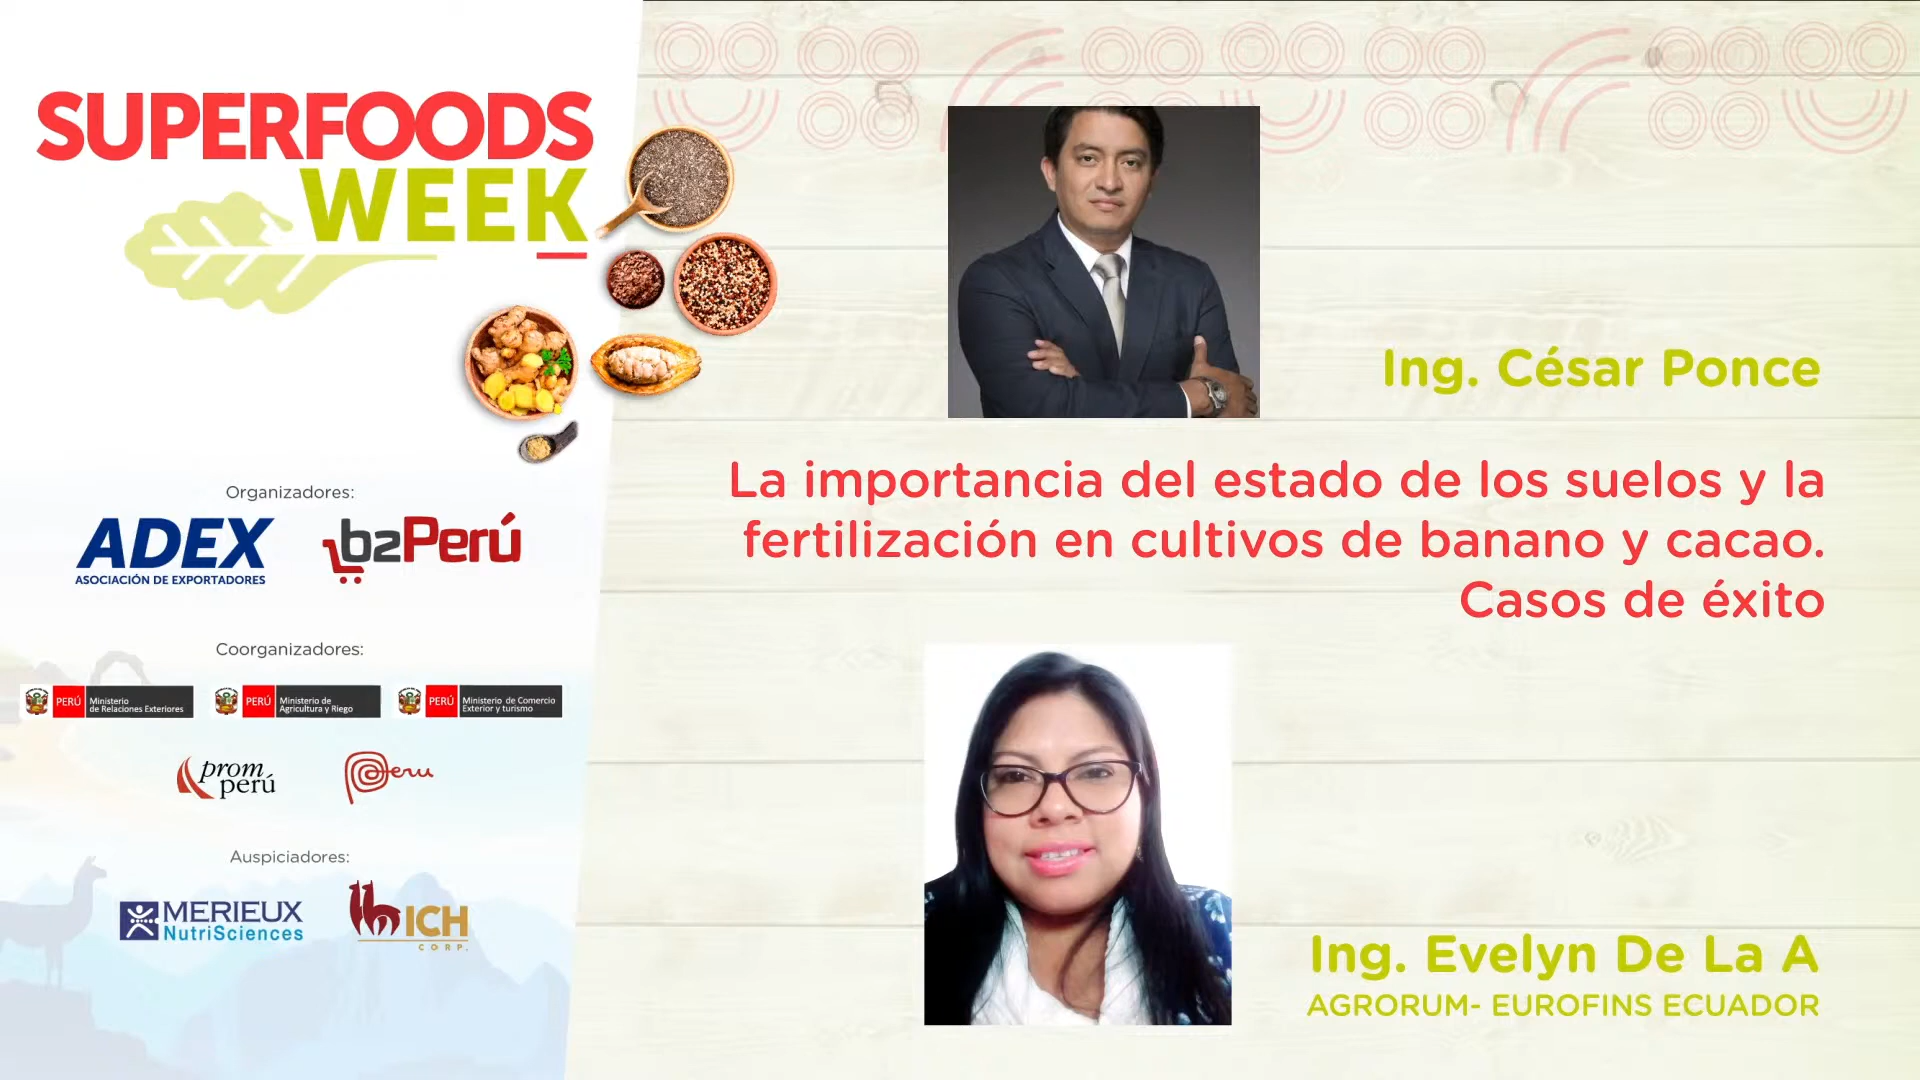 SUPERFOODS
WEEK
Organizadores:
ADEX
ASOCIACIÓN DE EXPORTADORES
b2Perú
Coorganizadores:
PERÚ
Ministerio
de Relaciones Exteriores
PERÚ
Ministerio de
Agricultura y Riego
PERÚ
Ministerio de Comercio
Exterior y turismo
prom
perú
Peru
Auspiciadores:
MERIEUX
NutriSciences
ICH
CORP.
Ing. César Ponce
La importancia del estado de los suelos y la
fertilización en cultivos de banano y cacao.
Casos de éxito
Ing. Evelyn De La A
AGRORUM- EUROFINS ECUADOR